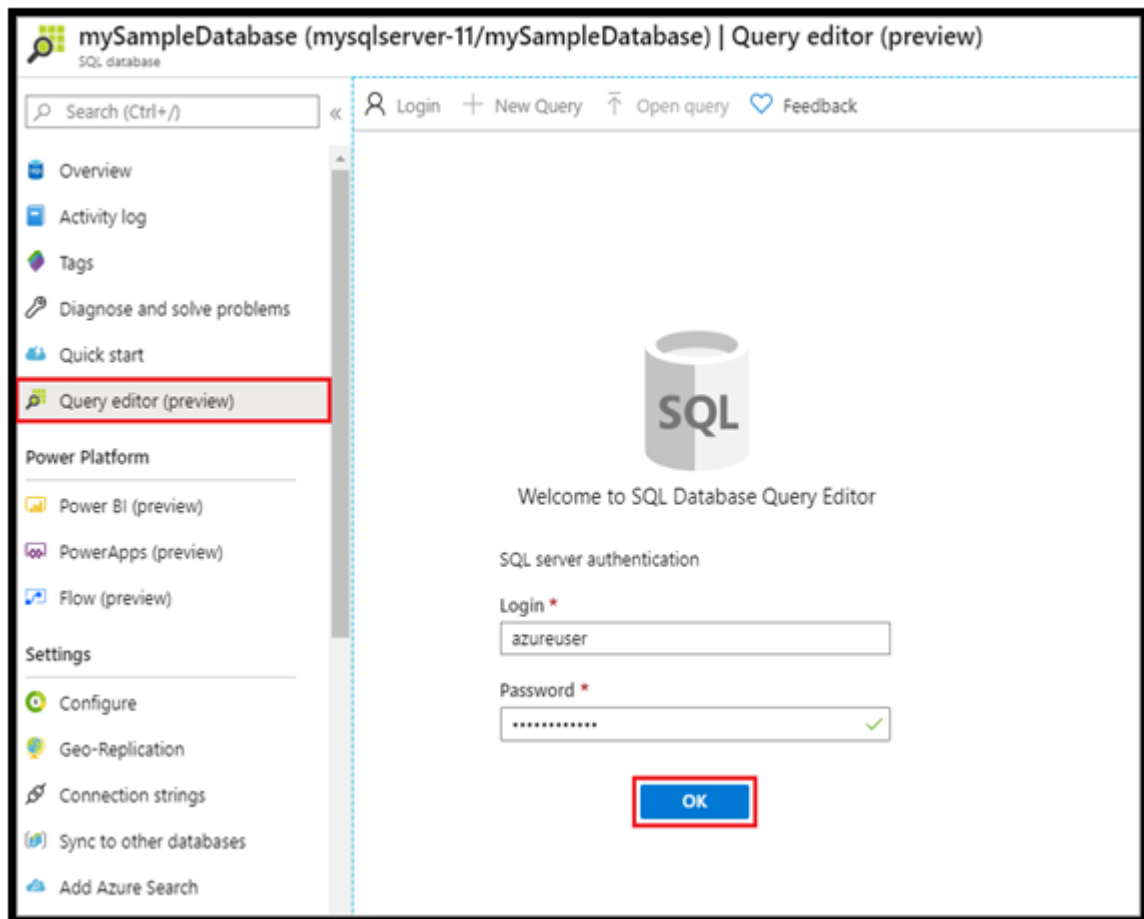 mySampleDatabase (mysqlserver-11/mySampleDatabase) | Query editor (preview)
SQL database
Search (Ctrl+/)
«
Overview
Activity log
Tags
Diagnose and solve problems
Quick start
Query editor (preview)
Power Platform
Power BI (preview)
PowerApps (preview)
Flow (preview)
Settings
Configure
Geo-Replication
Connection strings
Sync to other databases
Add Azure Search
Login
New Query
Open query
Feedback
SQL
Welcome to SQL Database Query Editor
SQL server authentication
Login *
azureuser
Password *
••••••••••••
OK